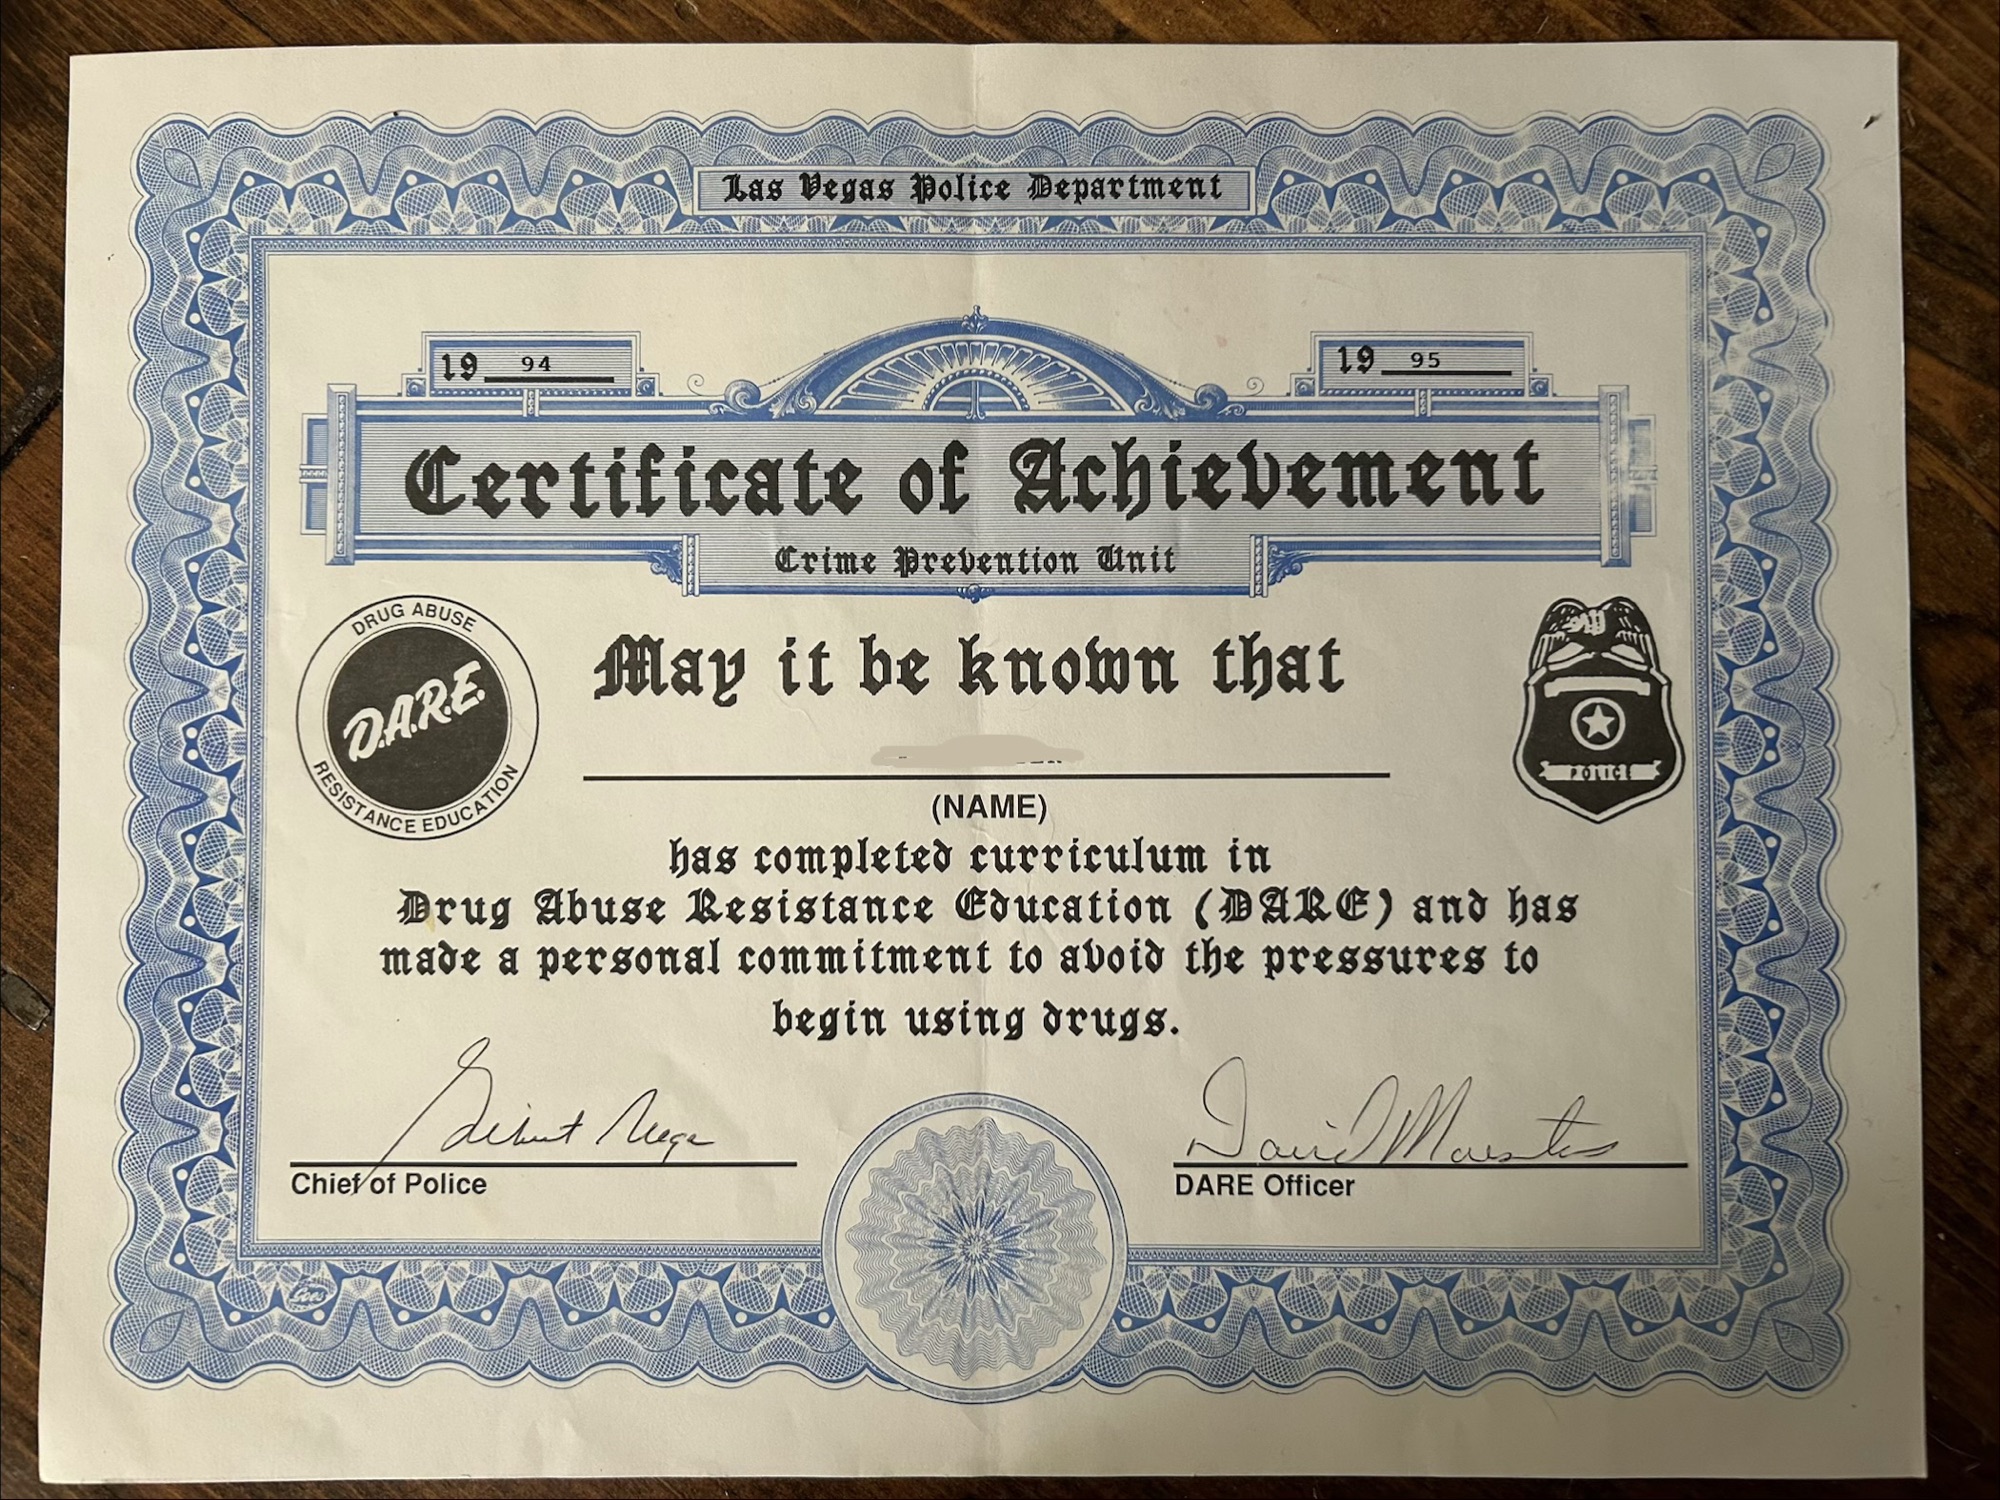 Las Vegas Police Department
19 94
19 95
Certificate of Achievement
Crime Prevention Unit
DRUG ABUSE
D.A.R.E.
RESISTANCE EDUCATION
May it be known that
POLICE
(NAME)
has completed curriculum in
Drug Abuse Resistance Education (DARE) and has
made a personal commitment to avoid the pressures to
begin using drugs.
David
Chief of Police
DARE Officer
Goes